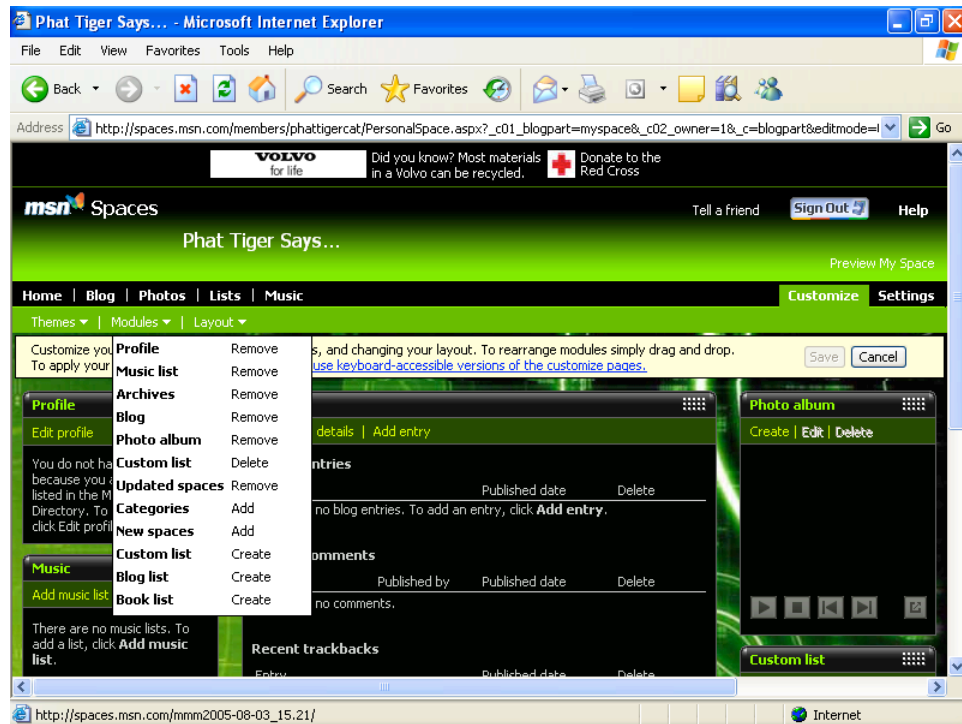 Phat Tiger Says... - Microsoft Internet Explorer
File Edit View Favorites Tools Help
Back Search Favorites
Address http://spaces.msn.com/members/phattigercat/PersonalSpace.aspx?_c01_blogpart=myspace&_c02_owner=1&_c=blogpart&editmode= Go
VOLVO
for life
Did you know? Most materials
in a Volvo can be recycled.
Donate to the
Red Cross
msn Spaces
Tell a friend Sign Out Help
Phat Tiger Says...
Preview My Space
Home | Blog | Photos | Lists | Music Customize Settings
Themes | Modules | Layout
Customize you s, and changing your layout. To rearrange modules simply drag and drop.
To apply your use keyboard-accessible versions of the customize pages.
Save Cancel
Profile Remove
Music list Remove
Archives Remove
Blog Remove
Photo album Remove
Custom list Delete
Updated spaces Remove
Categories Add
New spaces Add
Custom list Create
Blog list Create
Book list Create
Profile
Edit profile
You do not ha
because you a
listed in the M
Directory. To
click Edit profil
Music
Add music list
There are no music lists. To
add a list, click Add music
list.
details | Add entry
ntries
Published date Delete
no blog entries. To add an entry, click Add entry.
omments
Published by Published date Delete
no comments.
Recent trackbacks
Entry Published date Delete
Photo album
Create | Edit | Delete
Custom list
http://spaces.msn.com/mmm2005-08-03_15.21/ Internet